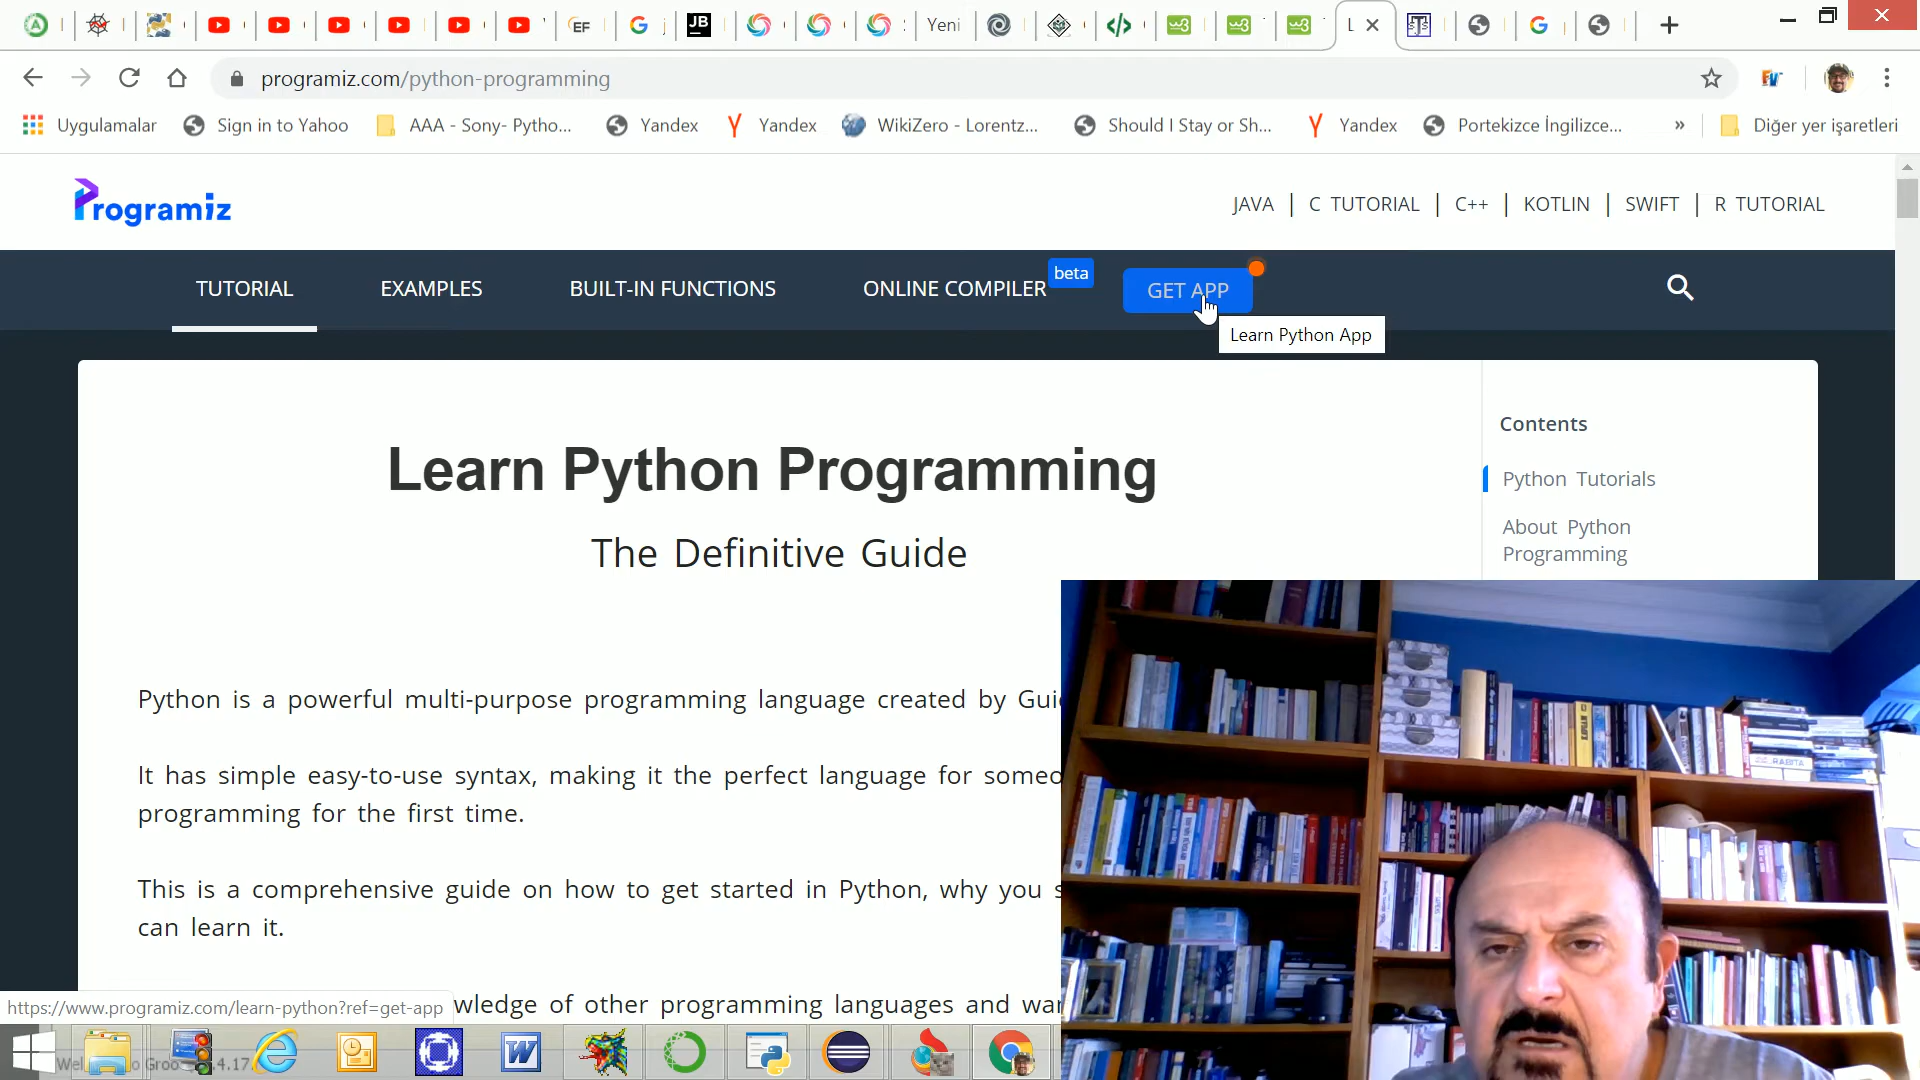 EF
JB
Yeni
L
programiz.com/python-programming
Uygulamalar
Sign in to Yahoo
AAA - Sony- Pytho...
Yandex
Yandex
WikiZero - Lorentz...
Should I Stay or Sh...
Yandex
Portekizce İngilizce...
»
Diğer yer işaretleri
Programiz
JAVA | C TUTORIAL | C++ | KOTLIN | SWIFT | R TUTORIAL
TUTORIAL
EXAMPLES
BUILT-IN FUNCTIONS
ONLINE COMPILER
beta
GET APP
Learn Python App
Learn Python Programming
The Definitive Guide
Contents
Python Tutorials
About Python
Programming
Python is a powerful multi-purpose programming language created by
It has simple easy-to-use syntax, making it the perfect language for
programming for the first time.
This is a comprehensive guide on how to get started in Python, why you
can learn it.
of other programming languages and
https://www.programiz.com/learn-python?ref=get-app